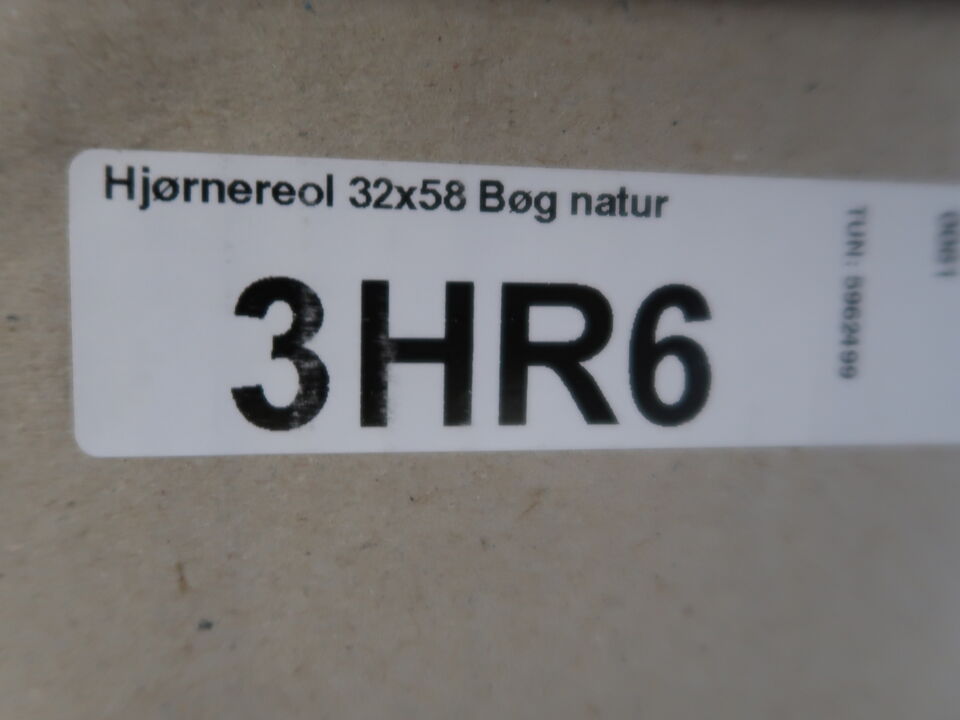 Hjørnereol 32x58 Bøg natur
3HR6
TUN: 5962499